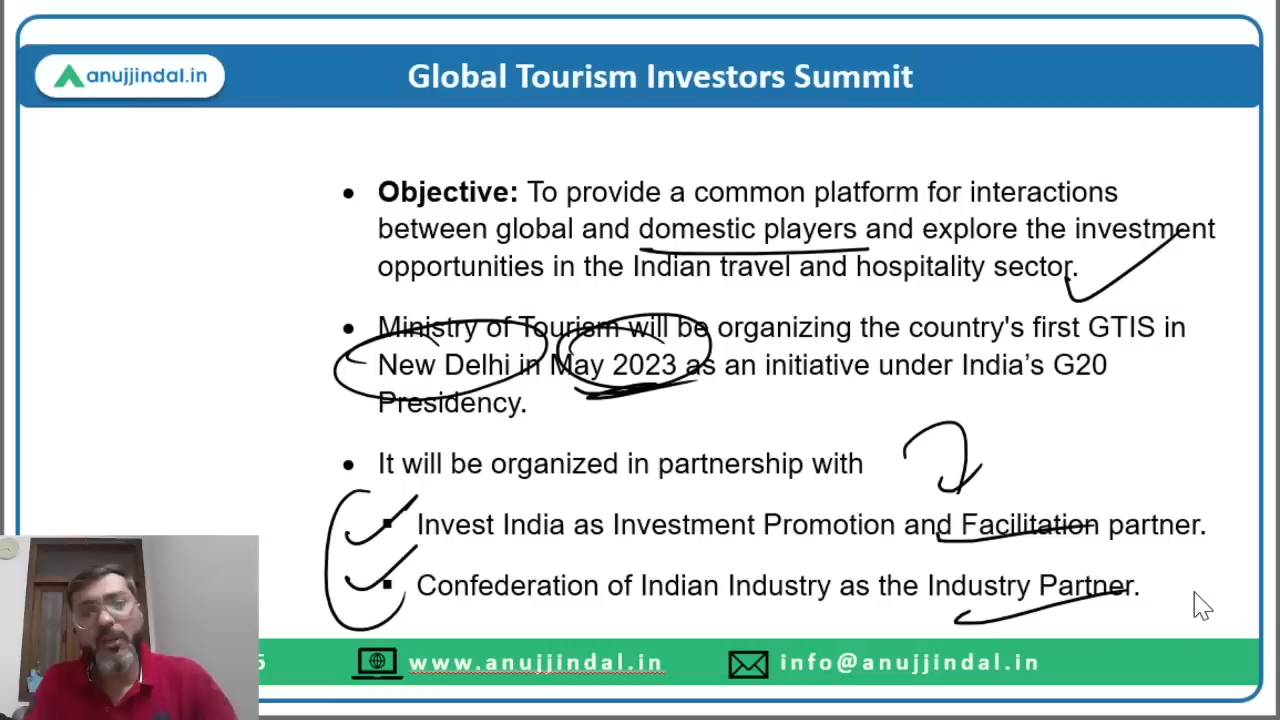 anujjindal.in
Global Tourism Investors Summit
• Objective: To provide a common platform for interactions
between global and domestic players and explore the investment
opportunities in the Indian travel and hospitality sector.
• Ministry of Tourism will be organizing the country's first GTIS in
New Delhi in May 2023 as an initiative under India’s G20
Presidency.
• It will be organized in partnership with
▪ Invest India as Investment Promotion and Facilitation partner.
▪ Confederation of Indian Industry as the Industry Partner.
www.anujjindal.in
info@anujjindal.in